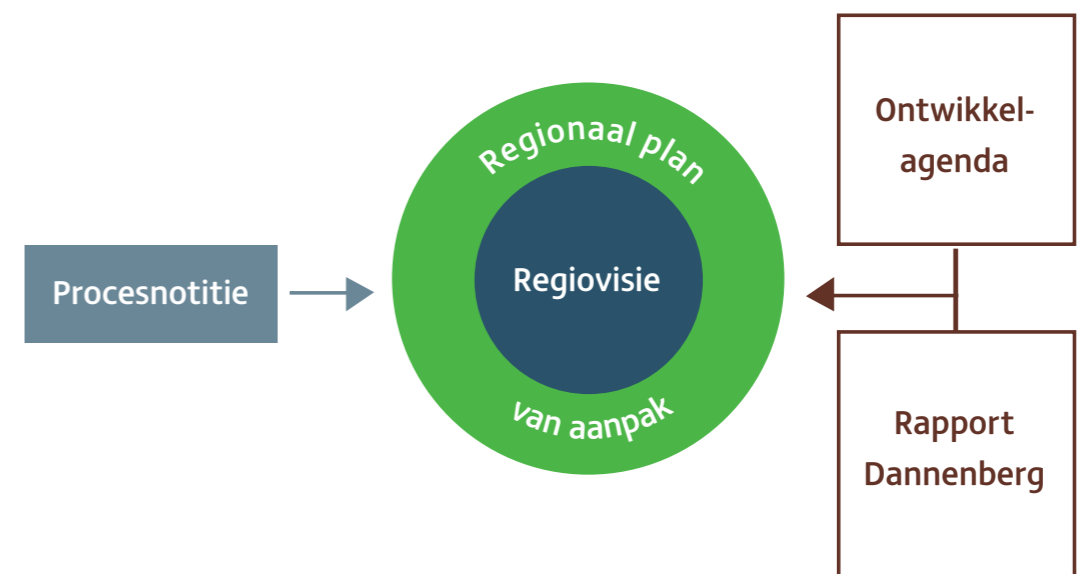 Procesnotitie
Regionaal plan
Regiovisie
van aanpak
Ontwikkel-
agenda
Rapport
Dannenberg